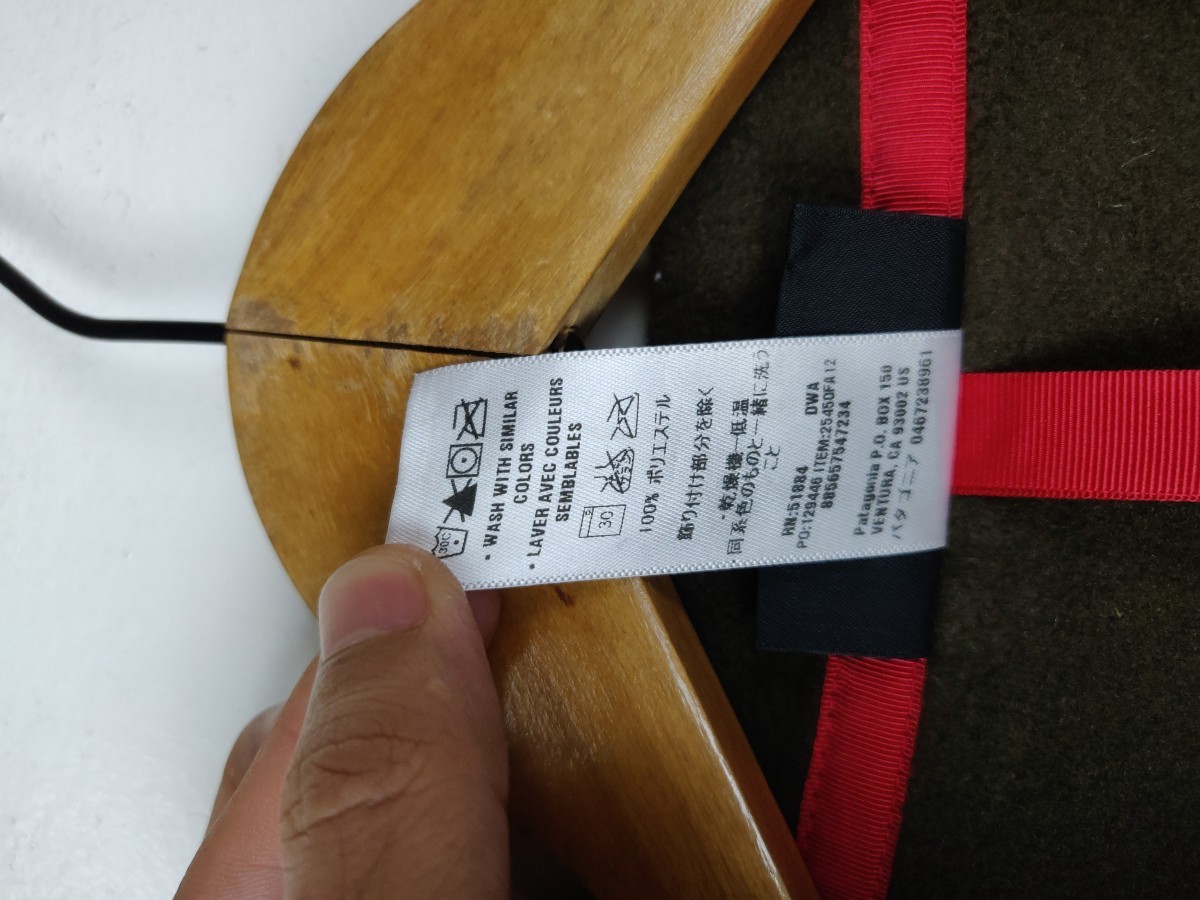 30C
• WASH WITH SIMILAR
COLORS
• LAVER AVEC COULEURS
SEMBLABLES
30
100% ポリエステル
飾り付け部分を除く
・乾燥機ー低温
同系色のものと一緒に洗う
こと
DWA
RN:51884
PO:129446 ITEM:25450FA12
885657547234
Patagonia P.O. BOX 150
VENTURA, CA 93002 US
パタゴニア 0467238961